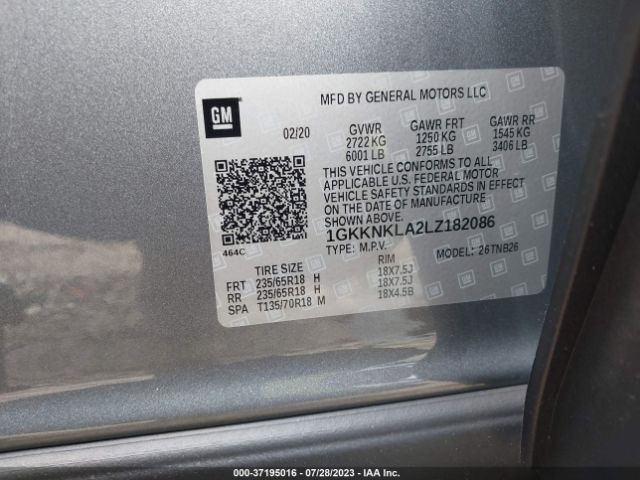 GM
MFD BY GENERAL MOTORS LLC
02/20
GVWR GAWR FRT GAWR RR
2722 KG 1250 KG 1545 KG
6001 LB 2755 LB 3406 LB
THIS VEHICLE CONFORMS TO ALL
APPLICABLE U.S. FEDERAL MOTOR
VEHICLE SAFETY STANDARDS IN EFFECT
ON THE DATE OF MANUFACTURE
SHOWN ABOVE.
1GKKNKLA2LZ182086
TYPE: M.P.V. MODEL: 26TNB26
464C
TIRE SIZE RIM
FRT 235/65R18 H 18X7.5J
RR 235/65R18 H 18X7.5J
SPA T135/70R18 M 18X4.5B
000-37195016 | 07/28/2023 | IAA Inc.